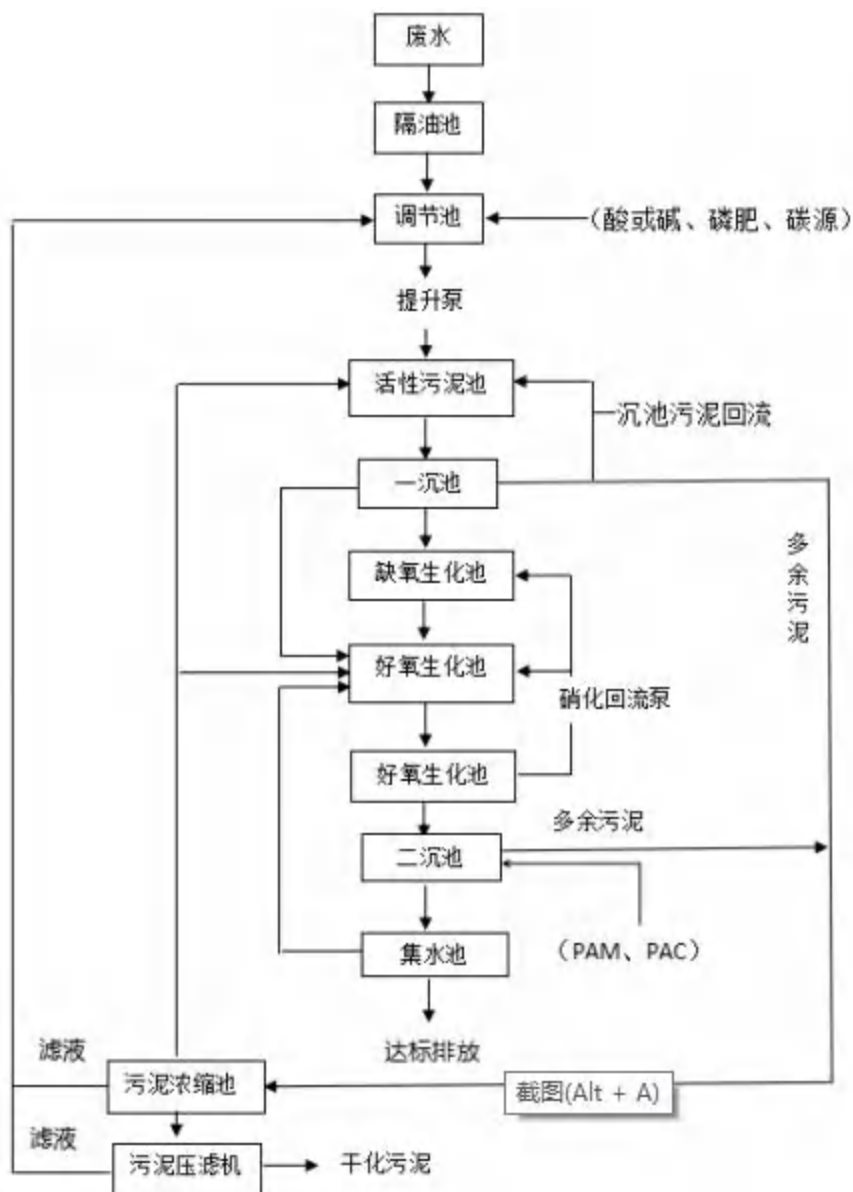 废水
隔油池
调节池
（酸或碱、磷肥、碳源）
提升泵
活性污泥池
沉池污泥回流
一沉池
多余污泥
缺氧生化池
好氧生化池
硝化回流泵
好氧生化池
多余污泥
二沉池
集水池
（PAM、PAC）
达标排放
滤液
污泥浓缩池
截图(Alt + A)
滤液
污泥压滤机
干化污泥